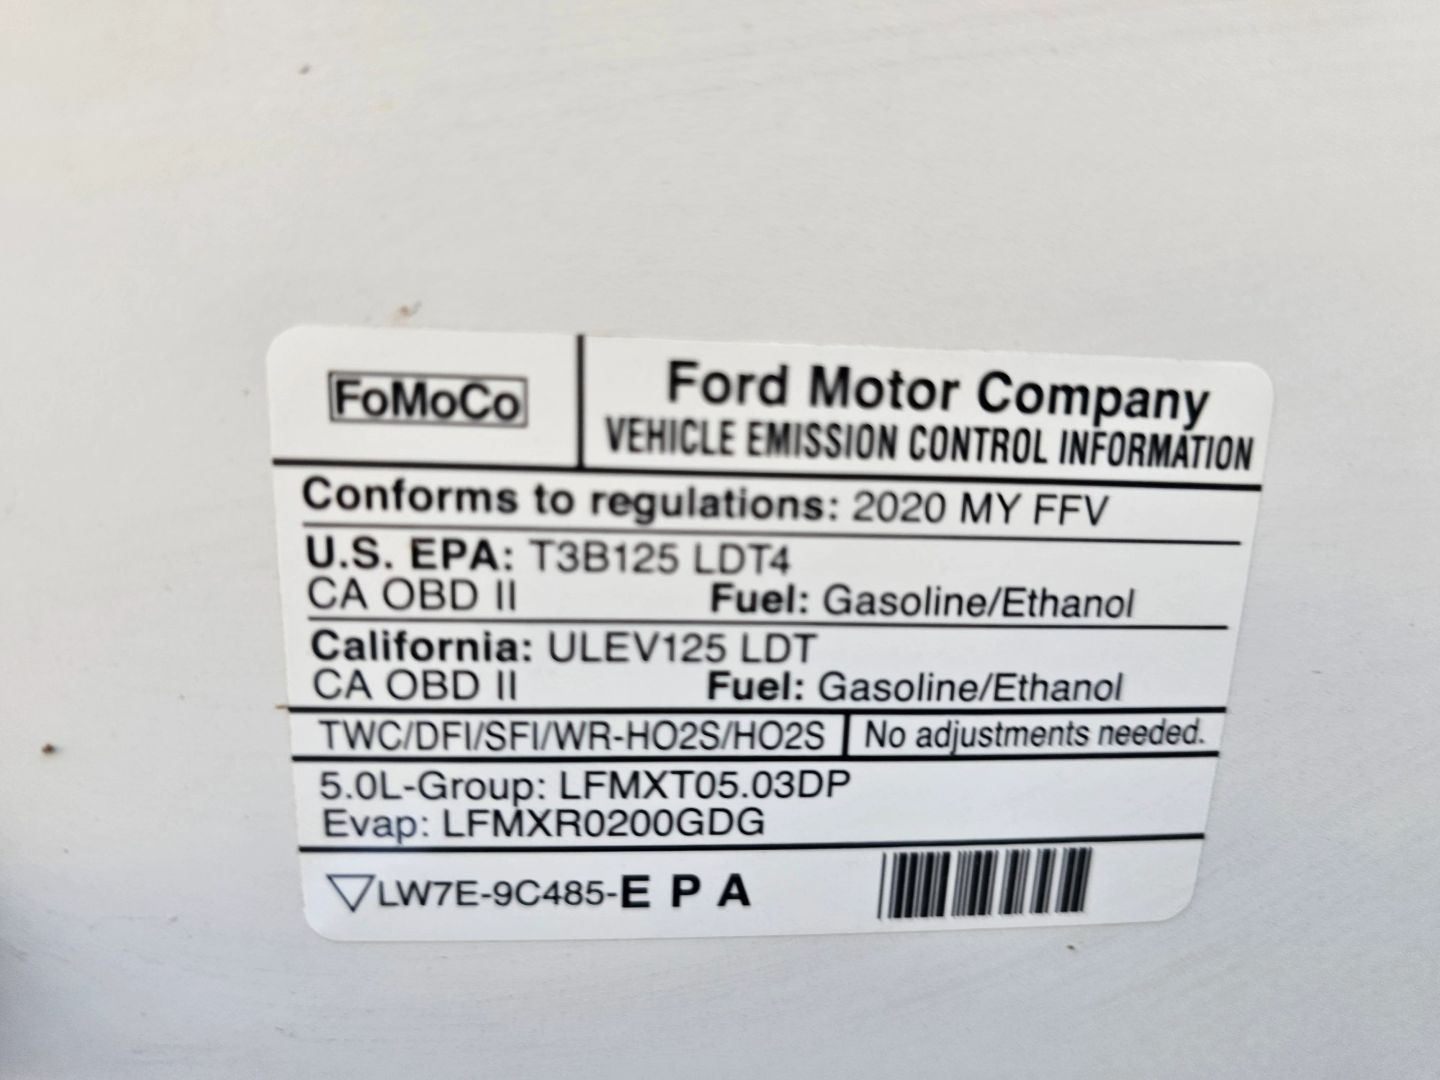 FoMoCo
Ford Motor Company
VEHICLE EMISSION CONTROL INFORMATION
Conforms to regulations: 2020 MY FFV
U.S. EPA: T3B125 LDT4
CA OBD II Fuel: Gasoline/Ethanol
California: ULEV125 LDT
CA OBD II Fuel: Gasoline/Ethanol
TWC/DFI/SFI/WR-HO2S/HO2S No adjustments needed.
5.0L-Group: LFMXT05.03DP
Evap: LFMXR0200GDG
LW7E-9C485-E P A